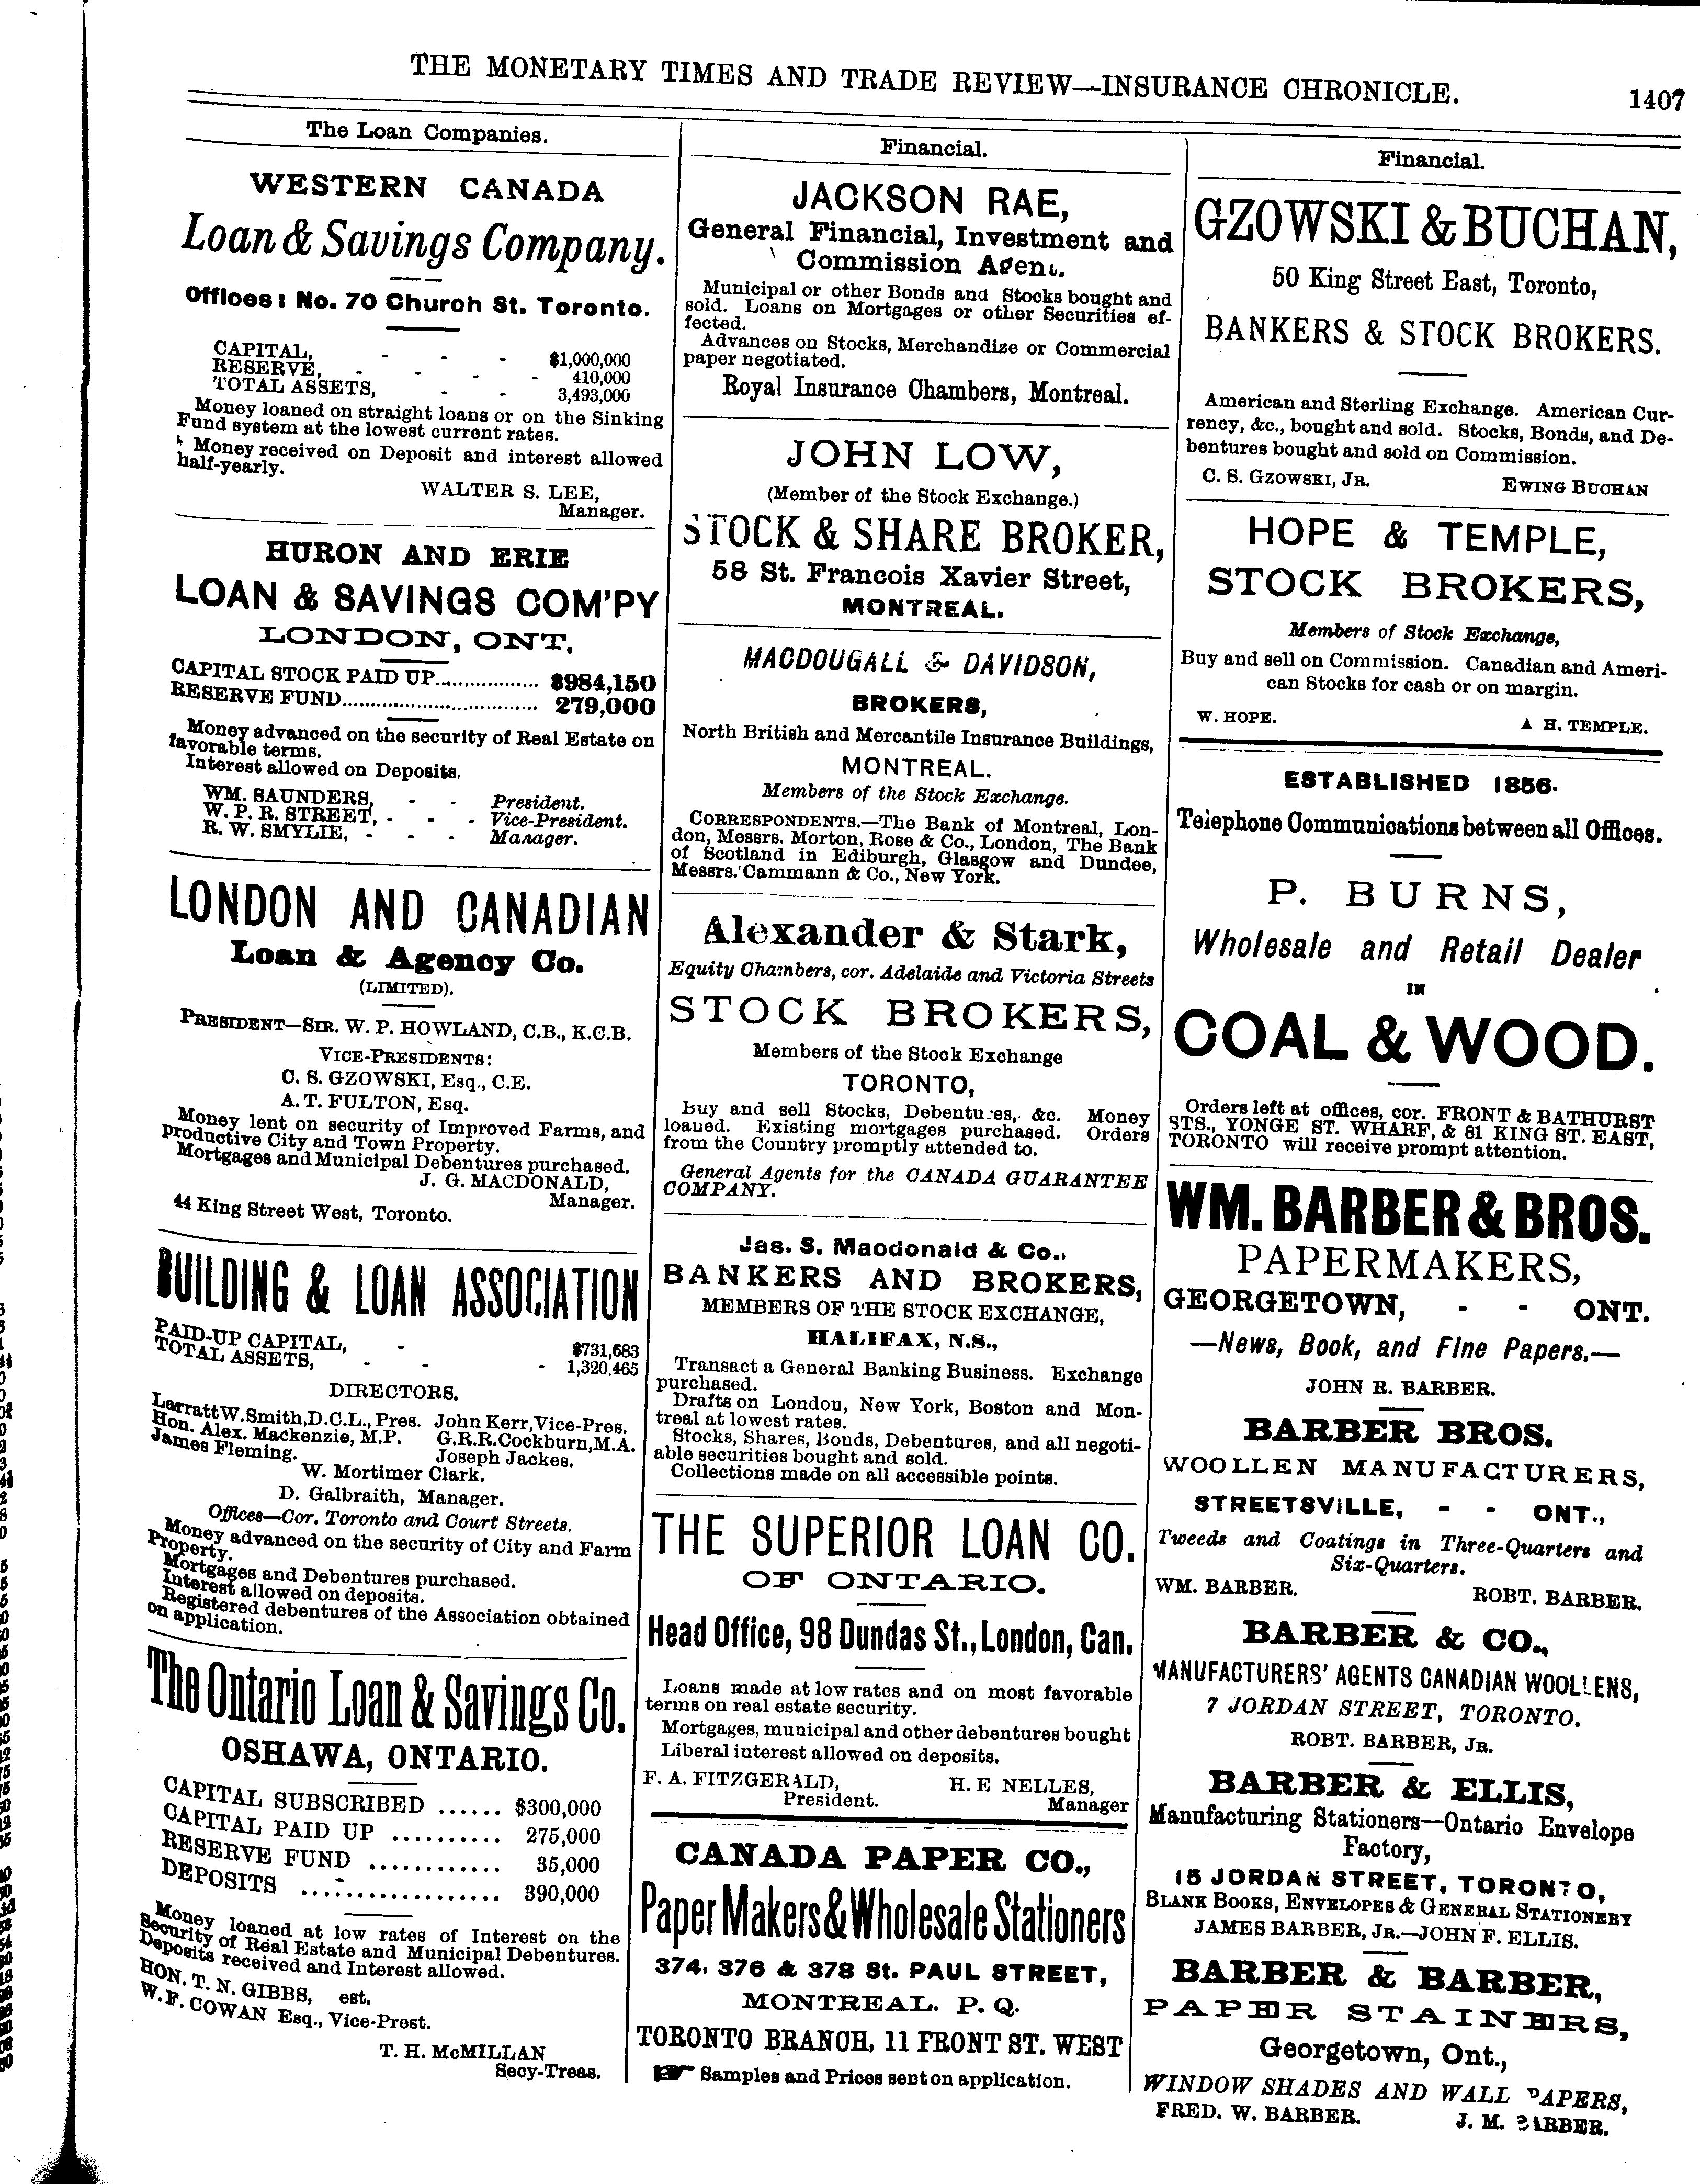 THE MONETARY TIMES AND TRADE REVIEW—INSURANCE CHRONICLE.
1407
The Loan Companies.
WESTERN CANADA
Loan & Savings Company.
Offices: No. 70 Church St. Toronto.
CAPITAL, - - - $1,000,000
RESERVE, - - - - 410,000
TOTAL ASSETS, - - 3,493,000
Money loaned on straight loans or on the Sinking
Fund system at the lowest current rates.
Money received on Deposit and interest allowed
half-yearly.
WALTER S. LEE,
Manager.
HURON AND ERIE
LOAN & SAVINGS COM'PY
LONDON, ONT.
CAPITAL STOCK PAID UP.................. $984,150
RESERVE FUND.................................. 279,000
Money advanced on the security of Real Estate on
favorable terms.
Interest allowed on Deposits.
WM. SAUNDERS, - - President.
W. P. R. STREET, - - - Vice-President.
R. W. SMYLIE, - - - Manager.
LONDON AND CANADIAN
Loan & Agency Co.
(LIMITED).
PRESIDENT—SIR. W. P. HOWLAND, C.B., K.C.B.
VICE-PRESIDENTS:
C. S. GZOWSKI, Esq., C.E.
A. T. FULTON, Esq.
Money lent on security of Improved Farms, and
productive City and Town Property.
Mortgages and Municipal Debentures purchased.
J. G. MACDONALD,
Manager.
44 King Street West, Toronto.
BUILDING & LOAN ASSOCIATION
PAID-UP CAPITAL, - $731,683
TOTAL ASSETS, - - - 1,320,465
DIRECTORS.
Larratt W. Smith, D.C.L., Pres. John Kerr, Vice-Pres.
Hon. Alex. Mackenzie, M.P. G.R.R. Cockburn, M.A.
James Fleming. Joseph Jackes.
W. Mortimer Clark.
D. Galbraith, Manager.
Offices—Cor. Toronto and Court Streets.
Money advanced on the security of City and Farm
Property.
Mortgages and Debentures purchased.
Interest allowed on deposits.
Registered debentures of the Association obtained
on application.
The Ontario Loan & Savings Co.
OSHAWA, ONTARIO.
CAPITAL SUBSCRIBED ...... $300,000
CAPITAL PAID UP .......... 275,000
RESERVE FUND ............ 35,000
DEPOSITS .................. 390,000
Money loaned at low rates of Interest on the
Security of Real Estate and Municipal Debentures.
Deposits received and Interest allowed.
HON. T. N. GIBBS, est.
W. F. COWAN Esq., Vice-Prest.
T. H. McMILLAN
Secy-Treas.
Financial.
JACKSON RAE,
General Financial, Investment and
Commission Agent.
Municipal or other Bonds and Stocks bought and
sold. Loans on Mortgages or other Securities ef-
fected.
Advances on Stocks, Merchandize or Commercial
paper negotiated.
Royal Insurance Chambers, Montreal.
JOHN LOW,
(Member of the Stock Exchange.)
STOCK & SHARE BROKER,
58 St. Francois Xavier Street,
MONTREAL.
MACDOUGALL & DAVIDSON,
BROKERS,
North British and Mercantile Insurance Buildings,
MONTREAL.
Members of the Stock Exchange.
CORRESPONDENTS.—The Bank of Montreal, Lon-
don, Messrs. Morton, Rose & Co., London, The Bank
of Scotland in Ediburgh, Glasgow and Dundee,
Messrs. Cammann & Co., New York.
Alexander & Stark,
Equity Chambers, cor. Adelaide and Victoria Streets
STOCK BROKERS,
Members of the Stock Exchange
TORONTO,
Buy and sell Stocks, Debentures, &c. Money
loaned. Existing mortgages purchased. Orders
from the Country promptly attended to.
General Agents for the CANADA GUARANTEE
COMPANY.
Jas. S. Macdonald & Co.,
BANKERS AND BROKERS,
MEMBERS OF THE STOCK EXCHANGE,
HALIFAX, N.S.,
Transact a General Banking Business. Exchange
purchased.
Drafts on London, New York, Boston and Mon-
treal at lowest rates.
Stocks, Shares, Bonds, Debentures, and all negoti-
able securities bought and sold.
Collections made on all accessible points.
THE SUPERIOR LOAN CO.
OF ONTARIO.
Head Office, 98 Dundas St., London, Can.
Loans made at low rates and on most favorable
terms on real estate security.
Mortgages, municipal and other debentures bought
Liberal interest allowed on deposits.
F. A. FITZGERALD, H. E NELLES,
President. Manager
CANADA PAPER CO.,
Paper Makers & Wholesale Stationers
374, 376 & 378 St. PAUL STREET,
MONTREAL. P. Q.
TORONTO BRANCH, 11 FRONT ST. WEST
☞ Samples and Prices sent on application.
Financial.
GZOWSKI & BUCHAN,
50 King Street East, Toronto,
BANKERS & STOCK BROKERS.
American and Sterling Exchange. American Cur-
rency, &c., bought and sold. Stocks, Bonds, and De-
bentures bought and sold on Commission.
C. S. GZOWSKI, JR. EWING BUCHAN
HOPE & TEMPLE,
STOCK BROKERS,
Members of Stock Exchange,
Buy and sell on Commission. Canadian and Ameri-
can Stocks for cash or on margin.
W. HOPE. A H. TEMPLE.
ESTABLISHED 1856.
Telephone Communications between all Offices.
P. BURNS,
Wholesale and Retail Dealer
IN
COAL & WOOD.
Orders left at offices, cor. FRONT & BATHURST
STS., YONGE ST. WHARF, & 81 KING ST. EAST,
TORONTO will receive prompt attention.
WM. BARBER & BROS.
PAPERMAKERS,
GEORGETOWN, - - ONT.
—News, Book, and Fine Papers.—
JOHN R. BARBER.
BARBER BROS.
WOOLLEN MANUFACTURERS,
STREETSVILLE, - - ONT.,
Tweeds and Coatings in Three-Quarters and
Six-Quarters.
WM. BARBER. ROBT. BARBER.
BARBER & CO.,
MANUFACTURERS' AGENTS CANADIAN WOOLLENS,
7 JORDAN STREET, TORONTO.
ROBT. BARBER, JR.
BARBER & ELLIS,
Manufacturing Stationers—Ontario Envelope
Factory,
15 JORDAN STREET, TORONTO,
BLANK BOOKS, ENVELOPES & GENERAL STATIONERY
JAMES BARBER, JR.—JOHN F. ELLIS.
BARBER & BARBER,
PAPER STAINERS,
Georgetown, Ont.,
WINDOW SHADES AND WALL PAPERS,
FRED. W. BARBER. J. M. BARBER.